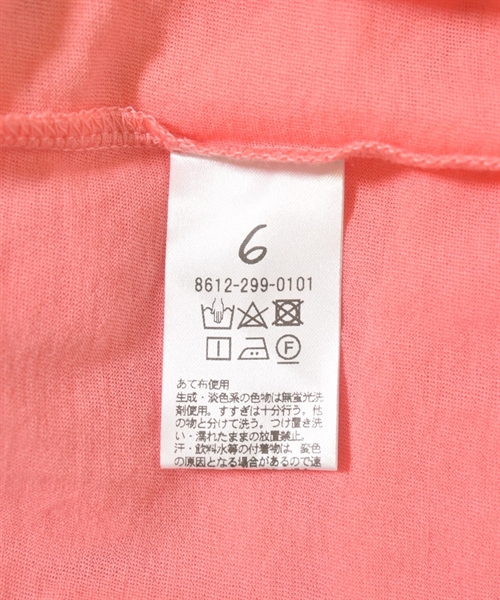 6
8612-299-0101
F
あて布使用
生成・淡色系の色物は無蛍光洗
剤使用。すすぎは十分行う。他
の物と分けて洗う。つけ置き洗
い・濡れたままの放置禁止。
汗・飲料水等の付着物は、変色
の原因となる場合があるので速